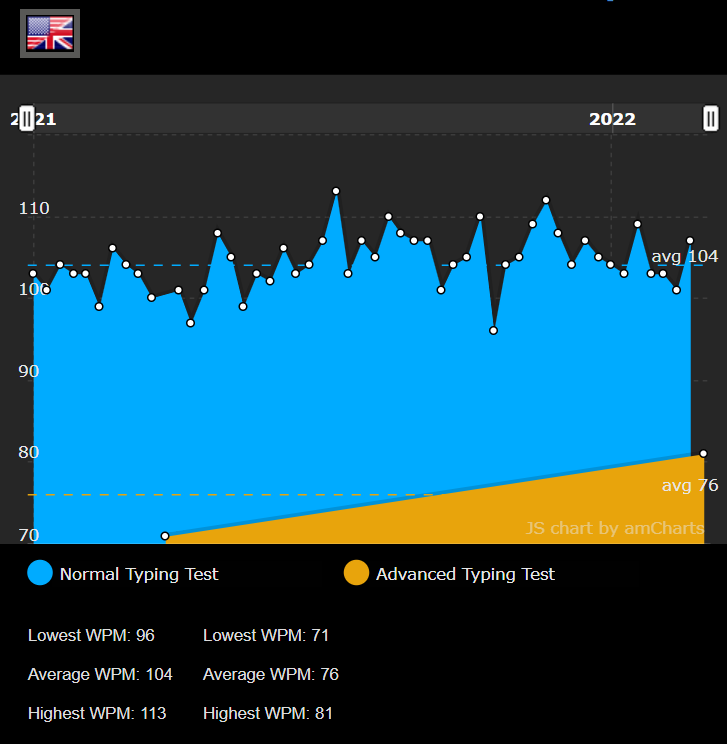 2021
2022
110
avg 104
100
90
80
avg 76
JS chart by amCharts
70
Normal Typing Test
Advanced Typing Test
Lowest WPM: 96
Lowest WPM: 71
Average WPM: 104
Average WPM: 76
Highest WPM: 113
Highest WPM: 81